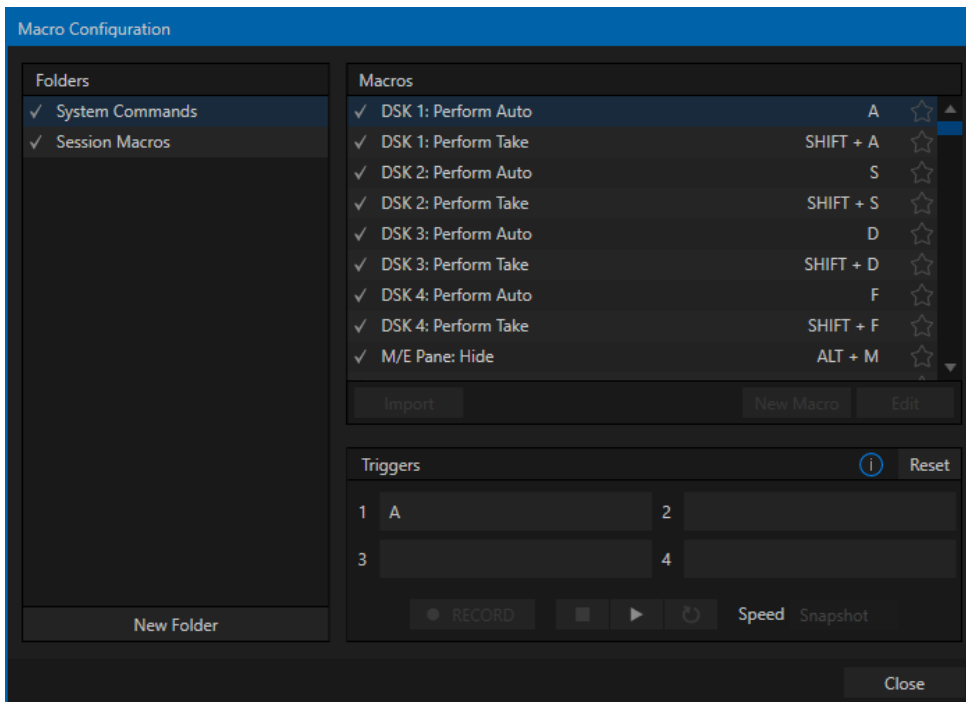 Macro Configuration
Folders
System Commands
Session Macros
New Folder
Macros
DSK 1: Perform Auto A
DSK 1: Perform Take SHIFT + A
DSK 2: Perform Auto S
DSK 2: Perform Take SHIFT + S
DSK 3: Perform Auto D
DSK 3: Perform Take SHIFT + D
DSK 4: Perform Auto F
DSK 4: Perform Take SHIFT + F
M/E Pane: Hide ALT + M
Import New Macro Edit
Triggers i Reset
1 A 2
3 4
RECORD Speed Snapshot
Close